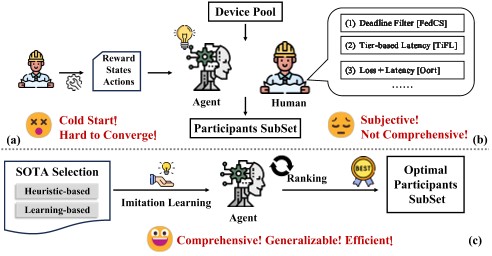 Device Pool
Reward
States
Actions
Agent
Human
(1) Deadline Filter [FedCS]
(2) Tier-based Latency [TiFL]
(3) Loss + Latency [Oort]
......
Cold Start!
Hard to Converge!
Participants SubSet
Subjective!
Not Comprehensive!
(a)
(b)
SOTA Selection
Heuristic-based
Learning-based
Imitation Learning
Agent
Ranking
BEST
Optimal
Participants
SubSet
Comprehensive! Generalizable! Efficient!
(c)